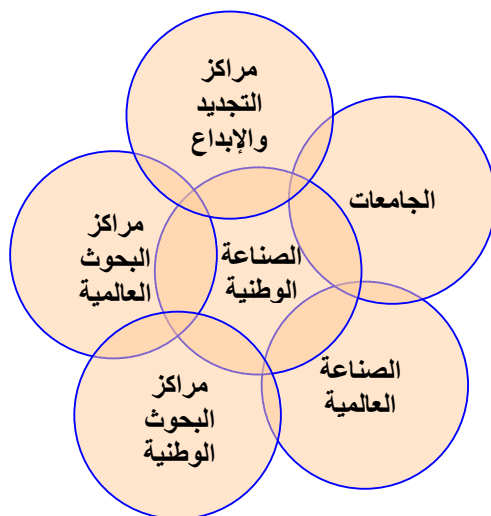 مراكز
التجديد
والإبداع
الجامعات
مراكز
البحوث
العالمية
الصناعة
الوطنية
الصناعة
العالمية
مراكز
البحوث
الوطنية